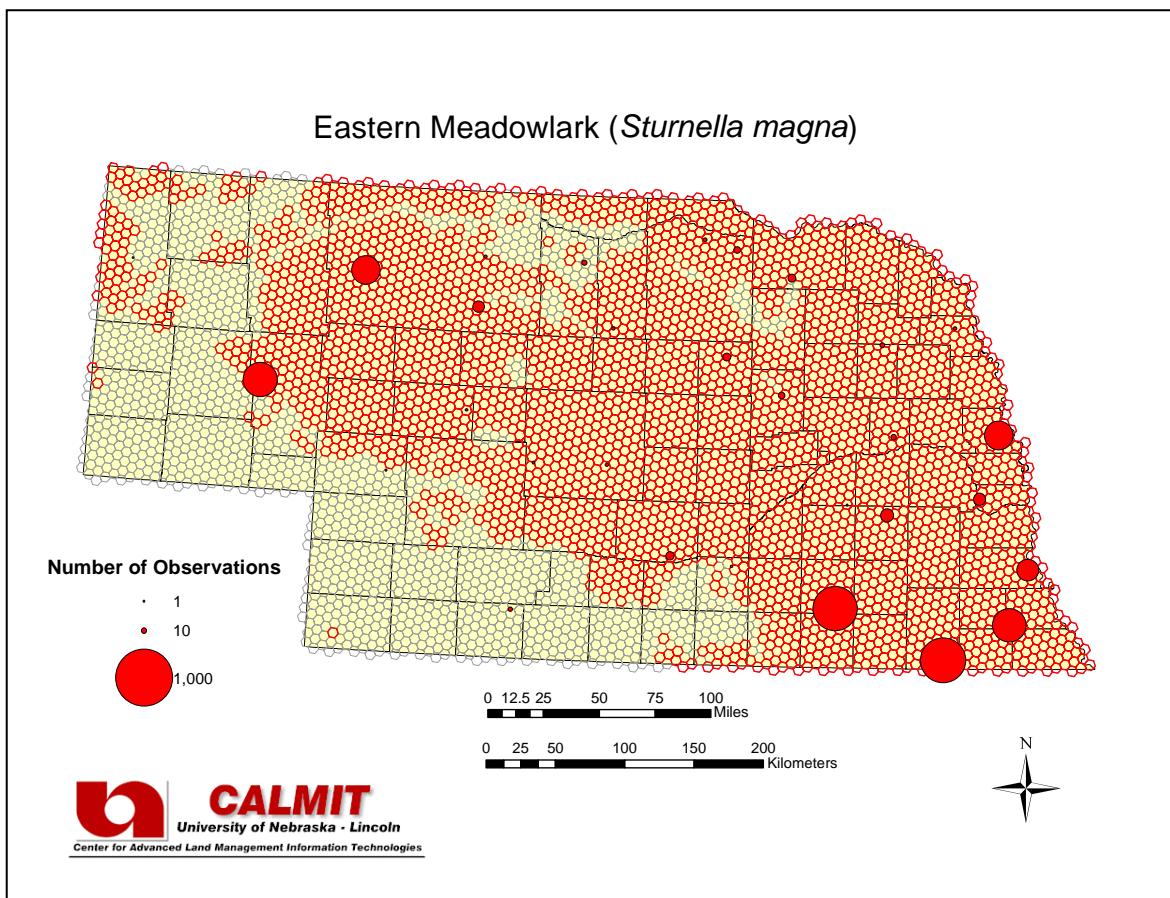 Eastern Meadowlark (Sturnella magna)
Number of Observations
1
10
1,000
0 12.5 25 50 75 100
Miles
0 25 50 100 150 200
Kilometers
N
CALMIT
University of Nebraska - Lincoln
Center for Advanced Land Management Information Technologies